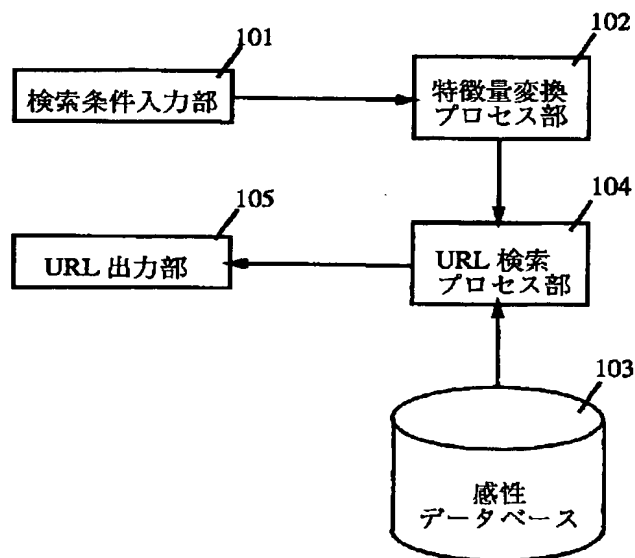 101
検索条件入力部
102
特徴量変換
プロセス部
105
URL 出力部
104
URL 検索
プロセス部
103
感性
データベース